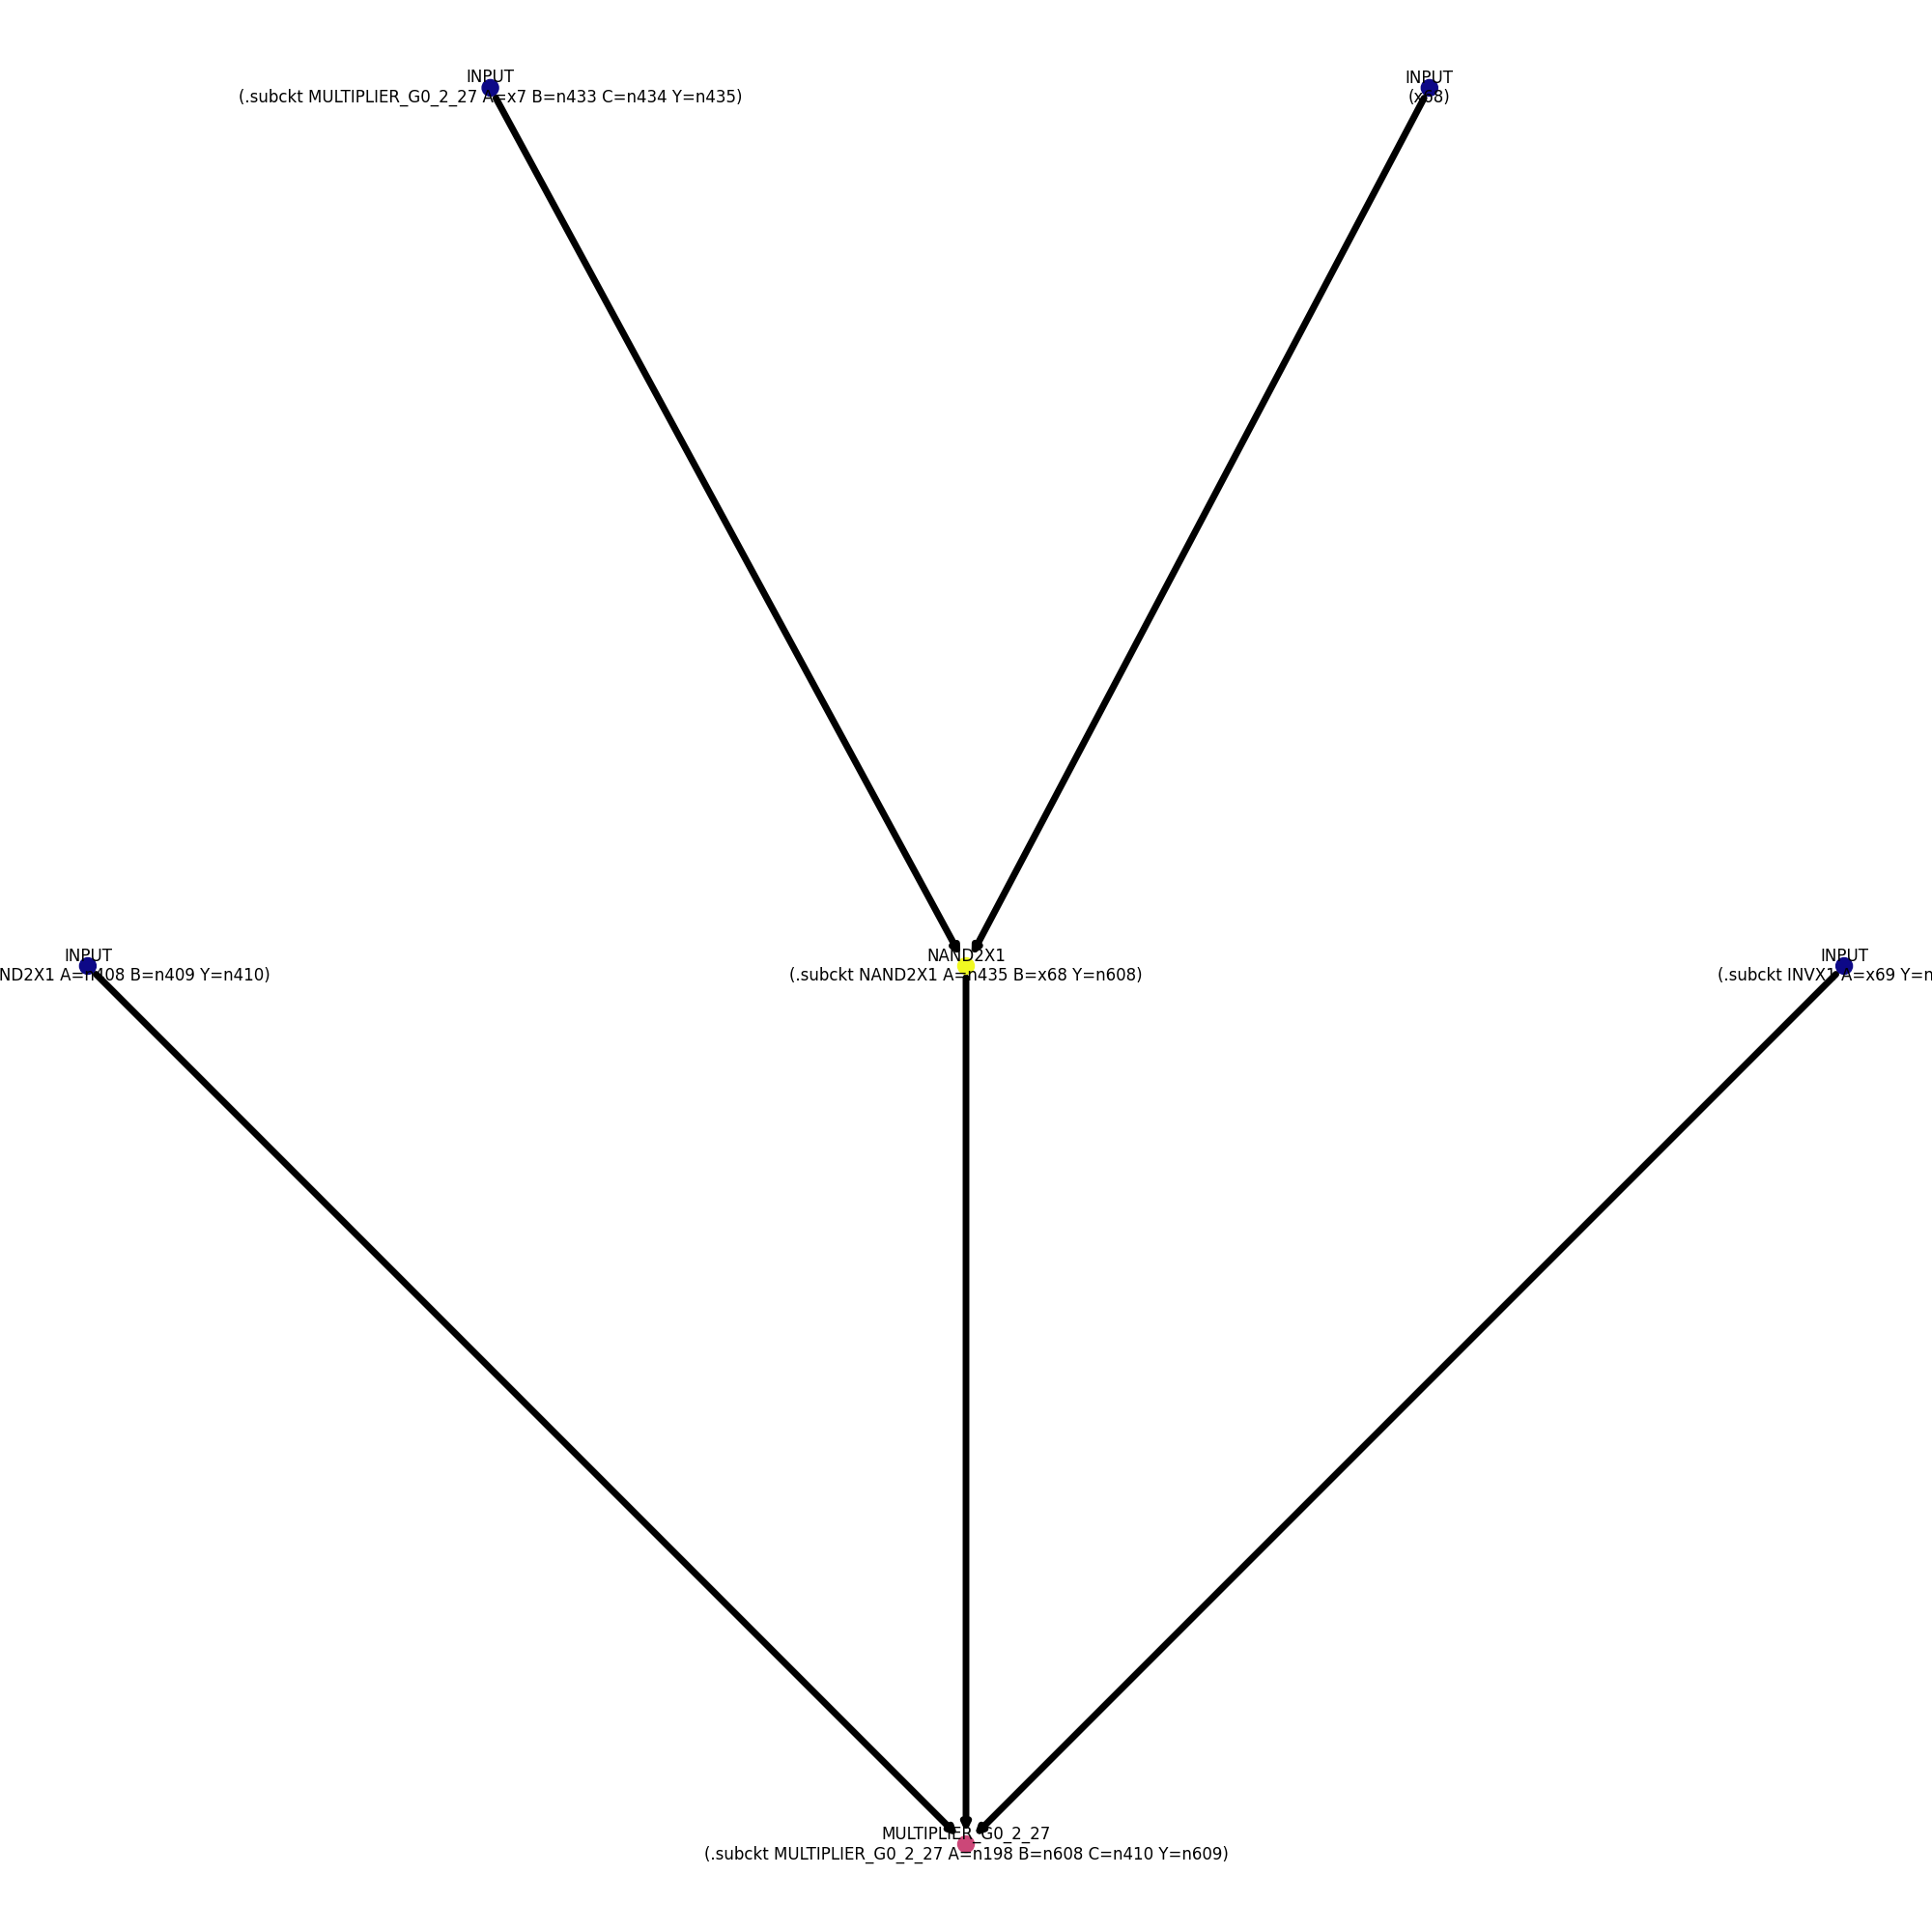 INPUT
(.subckt MULTIPLIER_G0_2_27 A=x7 B=n433 C=n434 Y=n435)
INPUT
(x68)
INPUT
ND2X1 A=n408 B=n409 Y=n410)
NAND2X1
(.subckt NAND2X1 A=n435 B=x68 Y=n608)
INPUT
(.subckt INVX1 A=x69 Y=n
MULTIPLIER_G0_2_27
(.subckt MULTIPLIER_G0_2_27 A=n198 B=n608 C=n410 Y=n609)